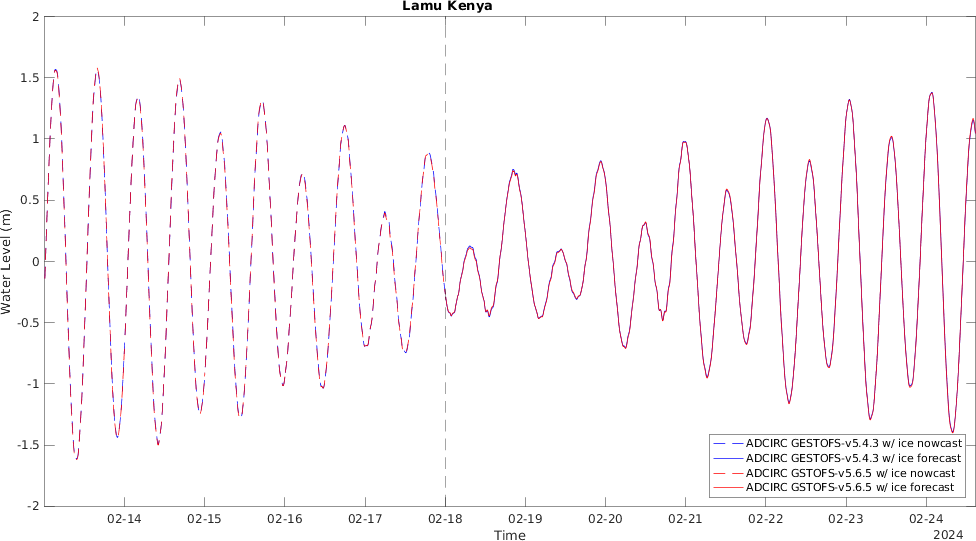 Lamu Kenya
2
1.5
1
0.5
0
-0.5
-1
-1.5
-2
Water Level (m)
02-14 02-15 02-16 02-17 02-18 02-19 02-20 02-21 02-22 02-23 02-24
Time
2024
ADCIRC GESTOFS-v5.4.3 w/ ice nowcast
ADCIRC GESTOFS-v5.4.3 w/ ice forecast
ADCIRC GSTOFS-v5.6.5 w/ ice nowcast
ADCIRC GSTOFS-v5.6.5 w/ ice forecast